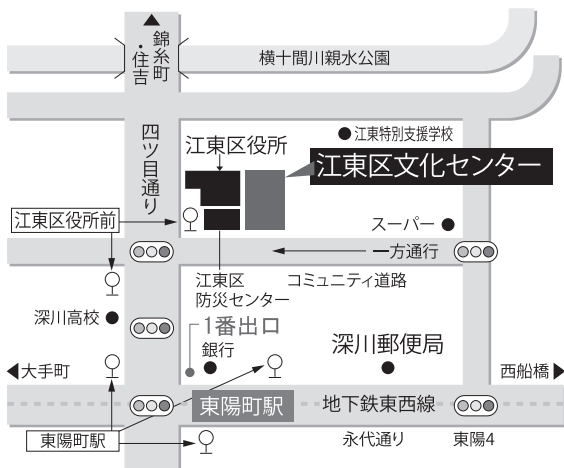 錦糸町
・住吉
横十間川親水公園
四ツ目通り
江東区役所
江東特別支援学校
江東区文化センター
江東区役所前
スーパー
一方通行
江東区
防災センター
コミュニティ道路
深川高校
1番出口
銀行
深川郵便局
大手町
西船橋
東陽町駅
地下鉄東西線
東陽町駅
永代通り
東陽4